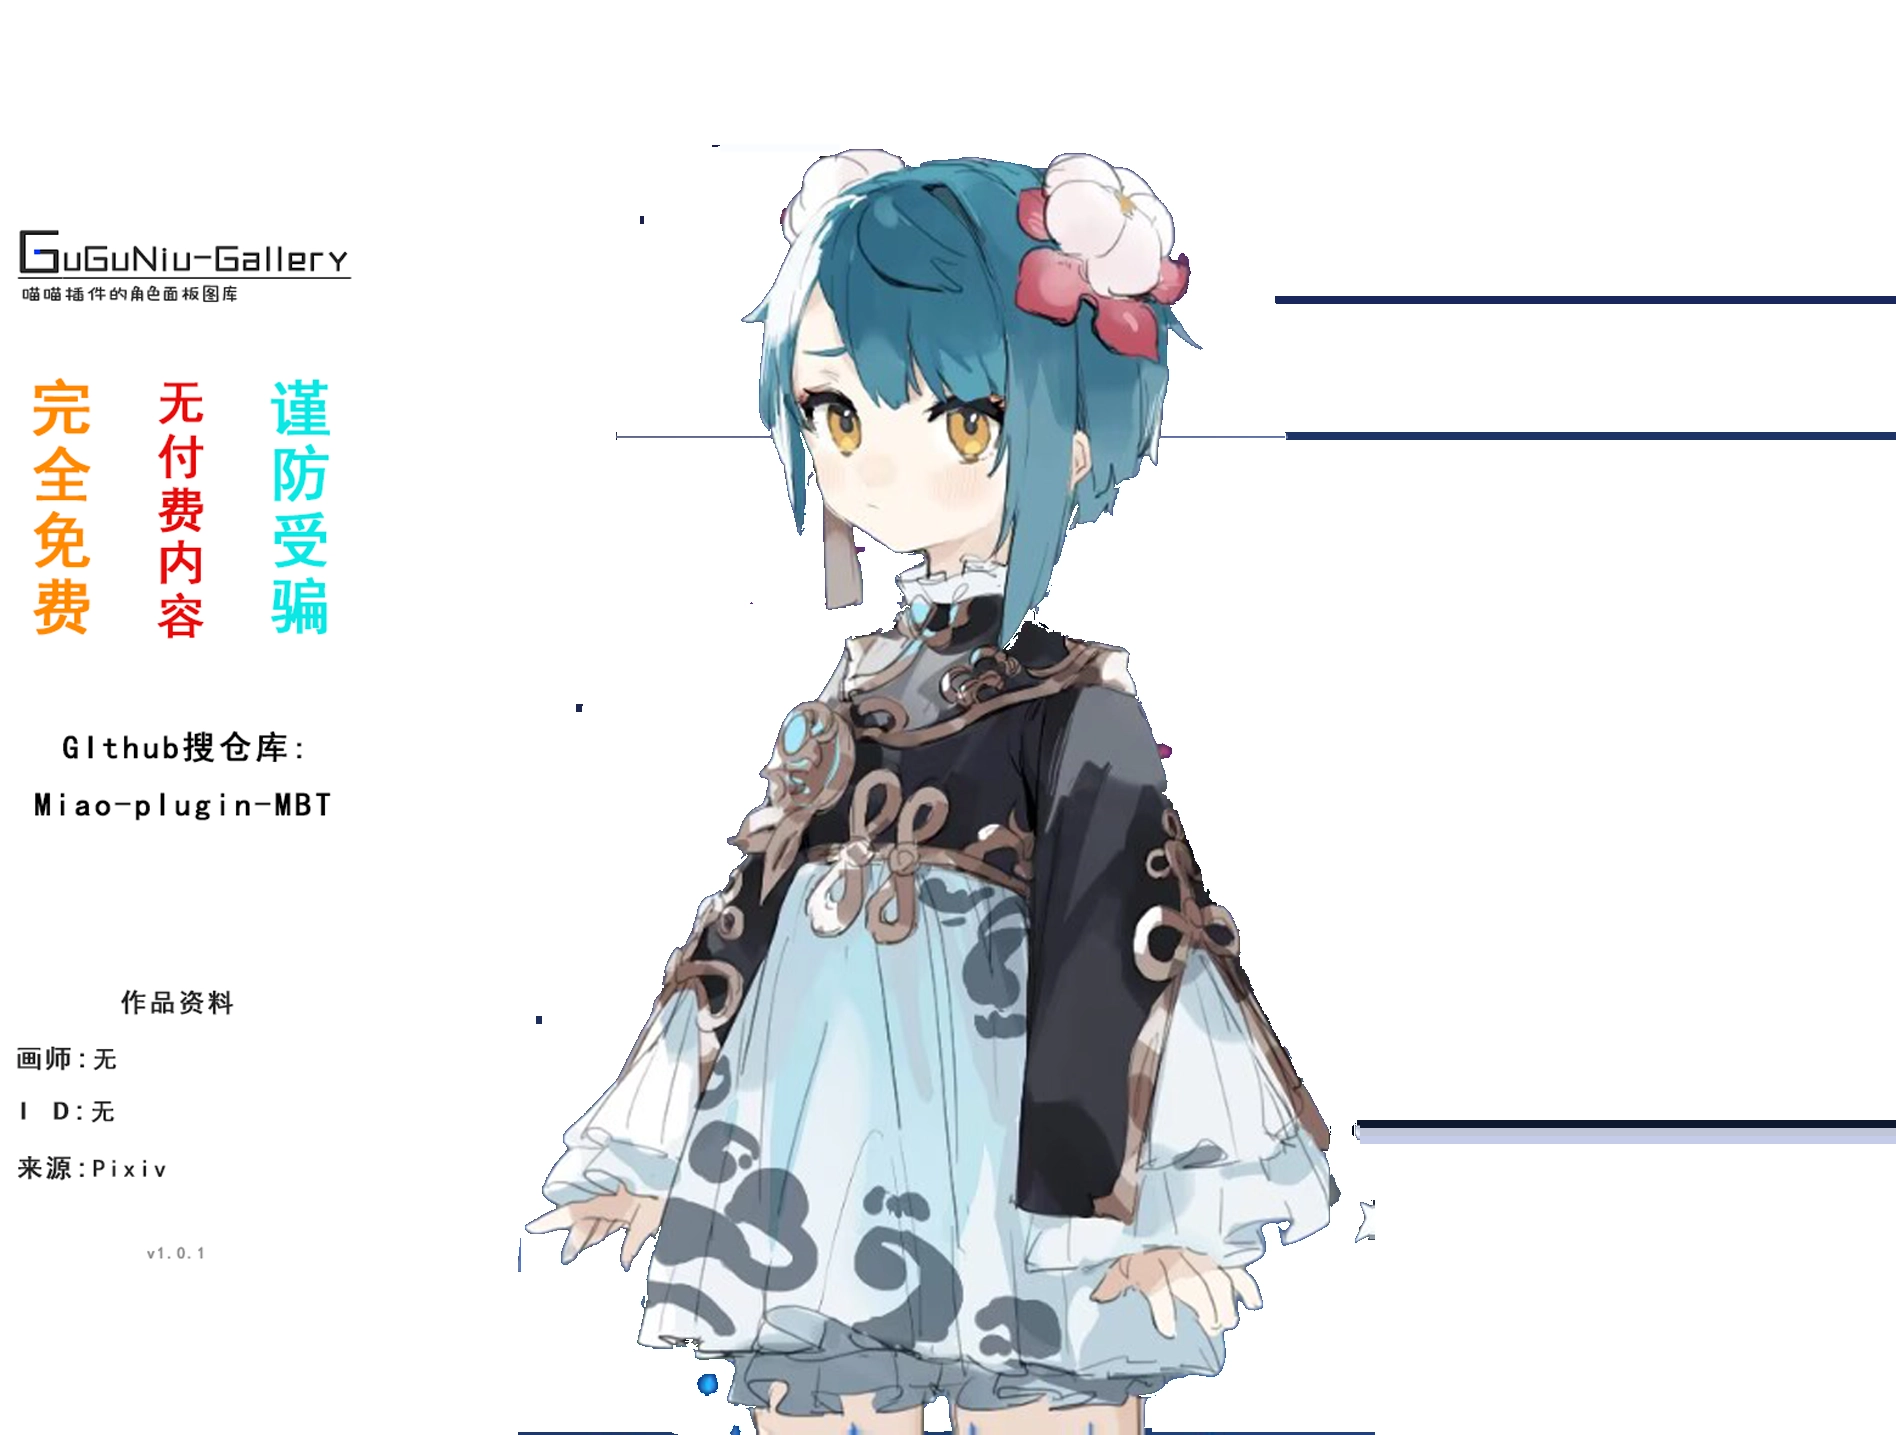 GuGuNiu-Gallery
喵喵插件的角色面板图库
完全免费
无付费内容
谨防受骗
GIthub搜仓库:
Miao-plugin-MBT
作品资料
画师:无
I D:无
来源:Pixiv
v1.0.1